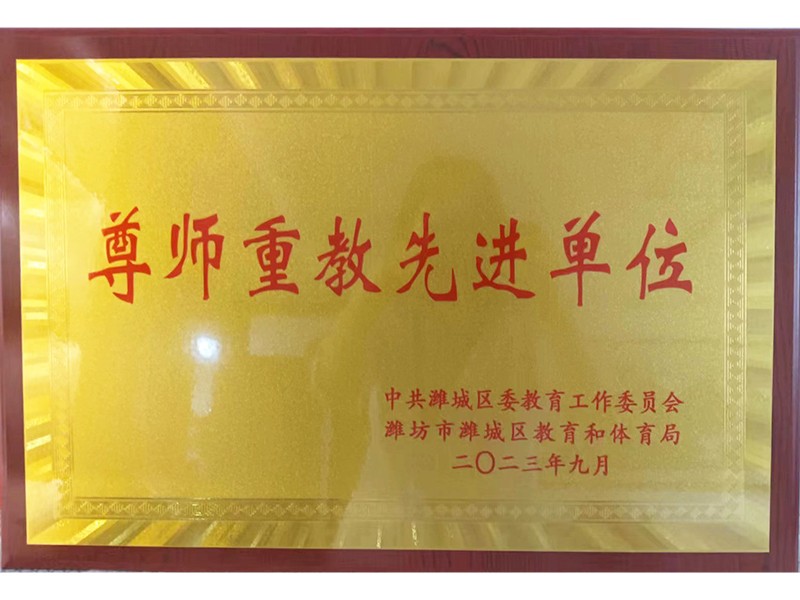 尊师重教先进单位
中共潍城区委教育工作委员会
潍坊市潍城区教育和体育局
二〇二三年九月